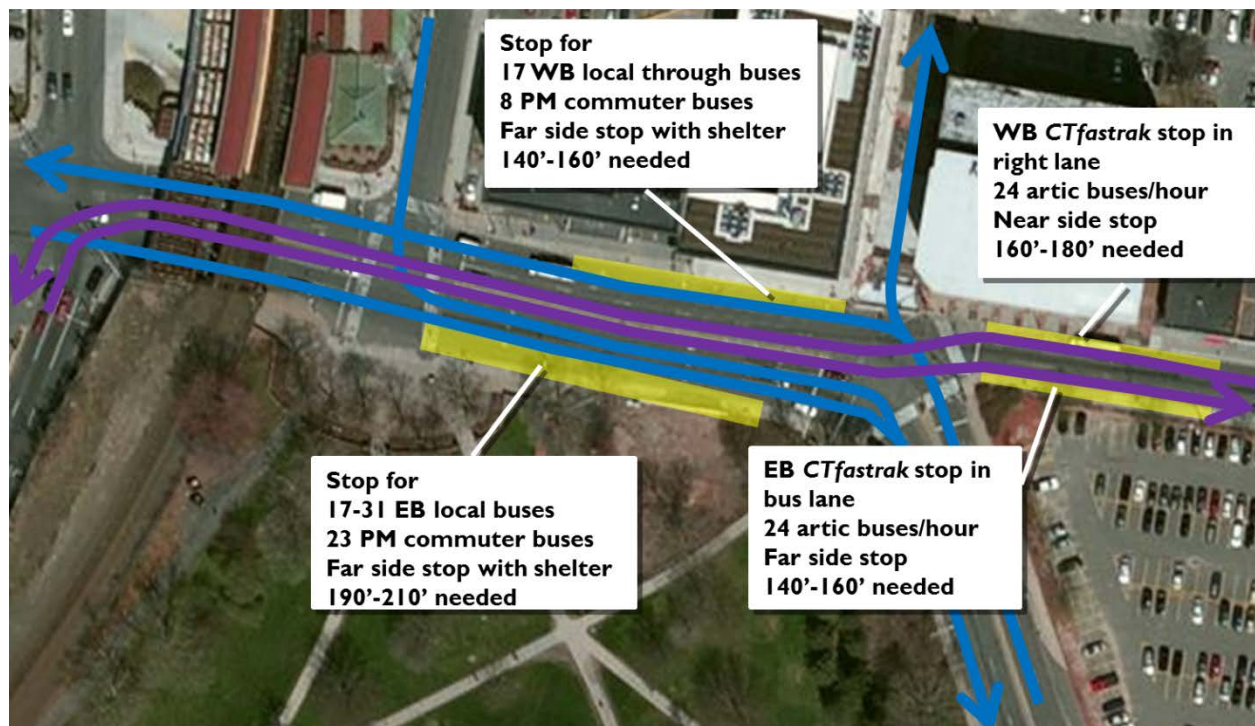 Stop for
17 WB local through buses
8 PM commuter buses
Far side stop with shelter
140'-160' needed
WB CTfastrak stop in
right lane
24 artic buses/hour
Near side stop
160'-180' needed
Stop for
17-31 EB local buses
23 PM commuter buses
Far side stop with shelter
190'-210' needed
EB CTfastrak stop in
bus lane
24 artic buses/hour
Far side stop
140'-160' needed